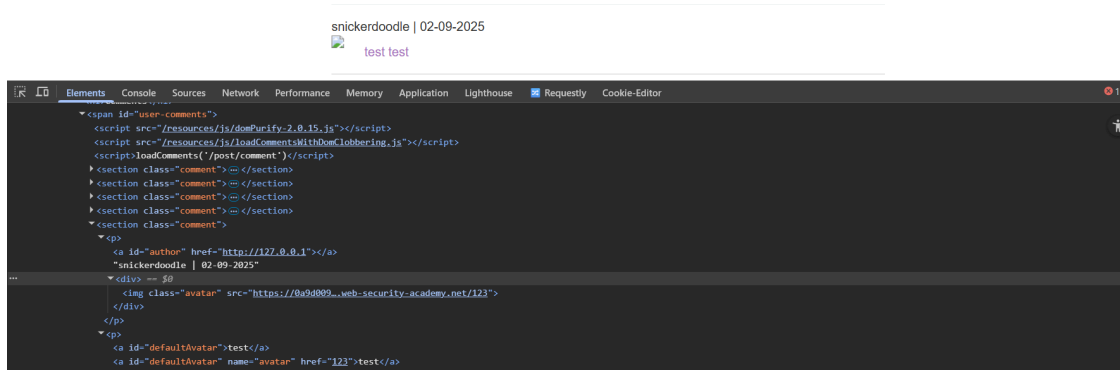 snickerdoodle | 02-09-2025
test test
Elements Console Sources Network Performance Memory Application Lighthouse Requestly Cookie-Editor 1
<span id="user-comments">
<script src="/resources/js/domPurify-2.0.15.js"></script>
<script src="/resources/js/loadCommentsWithDomClobbering.js"></script>
<script>loadComments('/post/comment')</script>
<section class="comment">…</section>
<section class="comment">…</section>
<section class="comment">…</section>
<section class="comment">…</section>
<section class="comment">
<p>
<a id="author" href="http://127.0.0.1"></a>
"snickerdoodle | 02-09-2025"
… <div> == $0
<img class="avatar" src="https://0a9d009….web-security-academy.net/123">
</div>
</p>
<p>
<a id="defaultAvatar">test</a>
<a id="defaultAvatar" name="avatar" href="123">test</a>